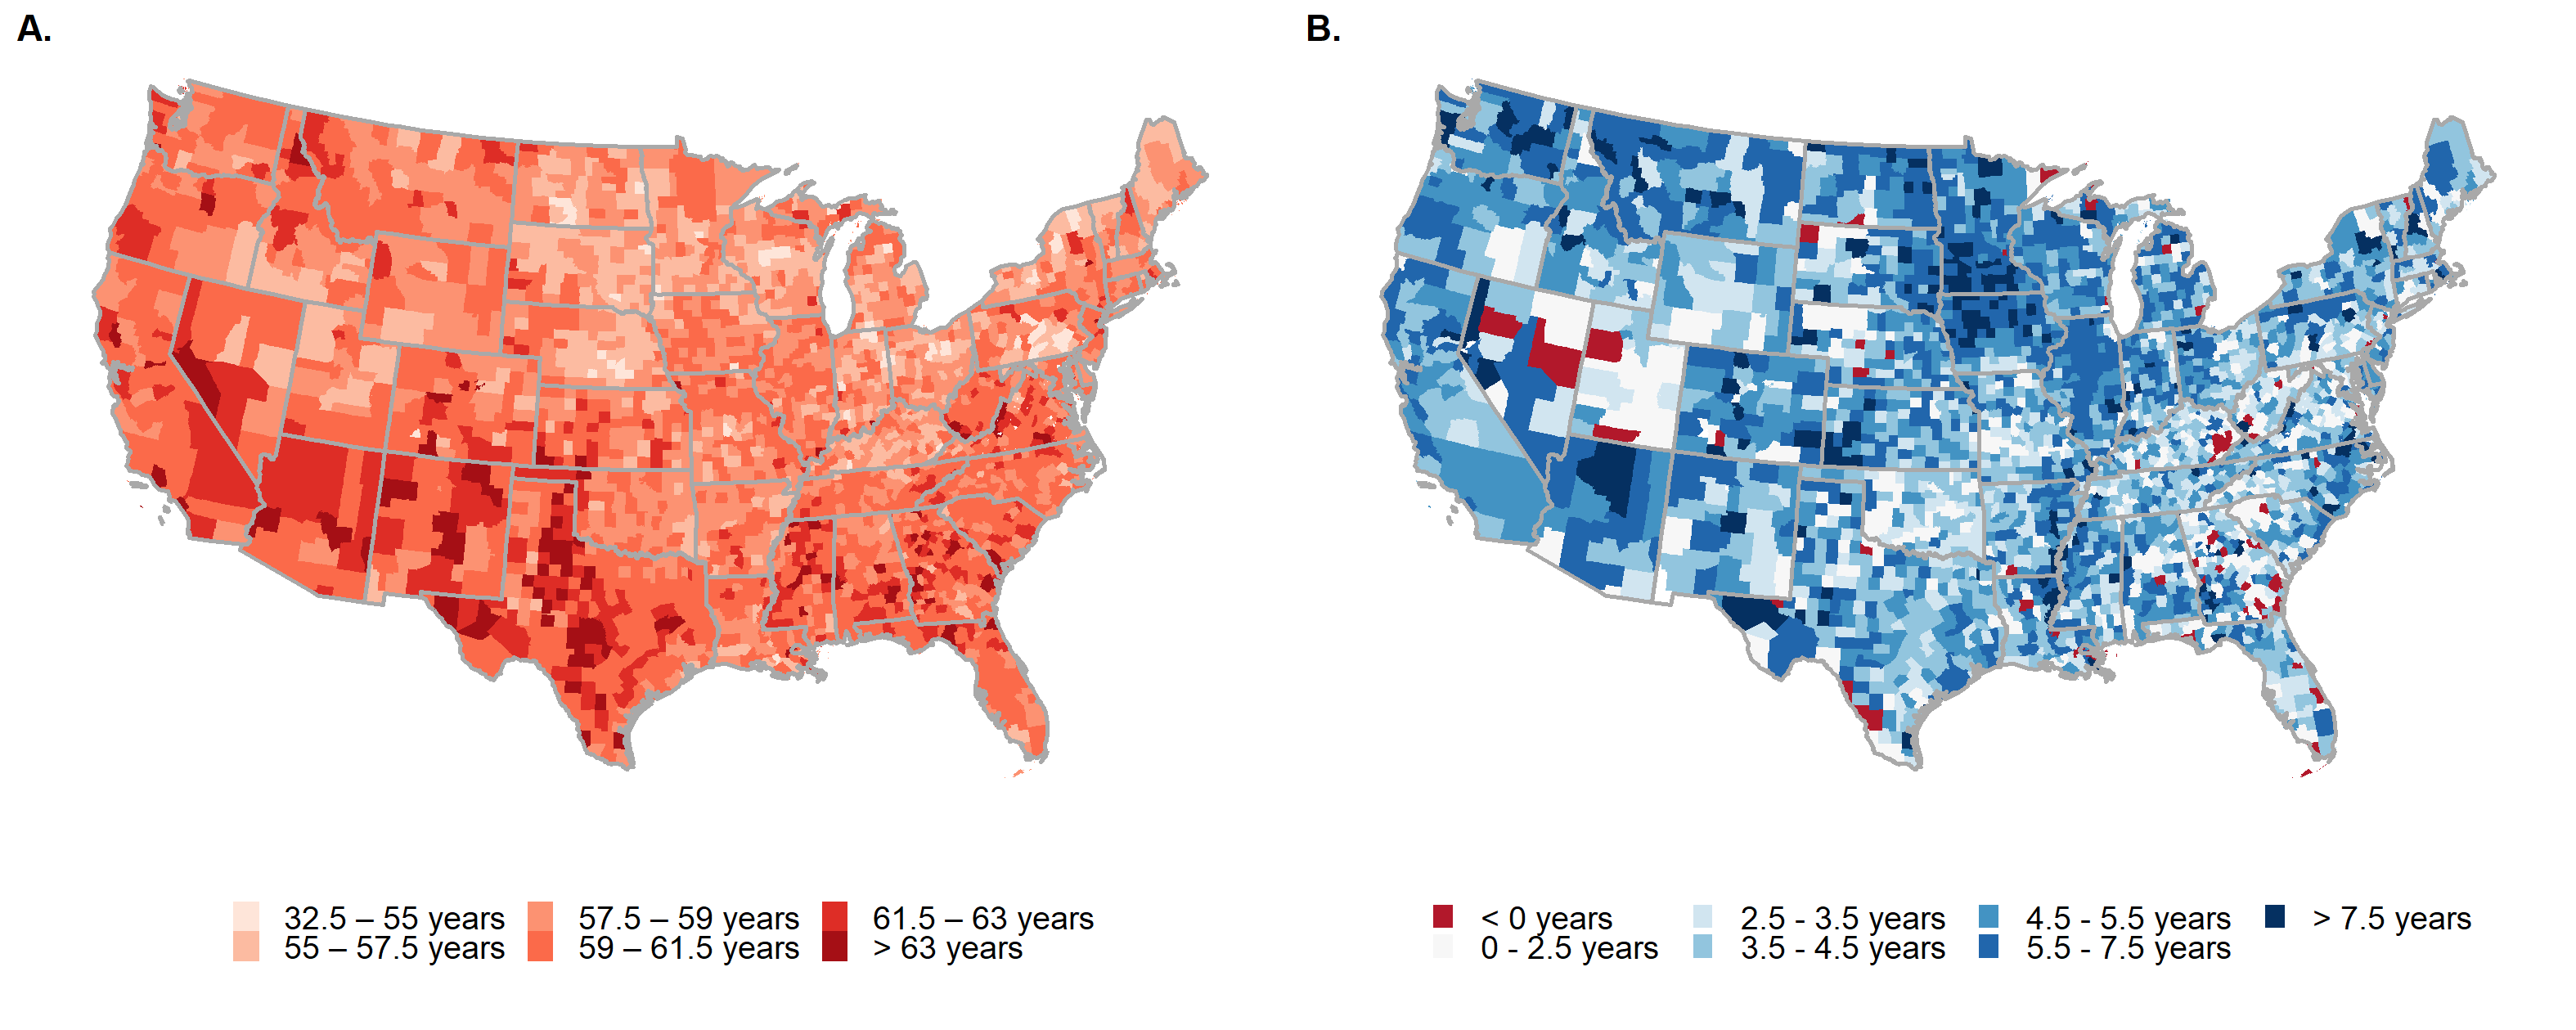 A.
B.
32.5 – 55 years
57.5 – 59 years
61.5 – 63 years
55 – 57.5 years
59 – 61.5 years
> 63 years
< 0 years
2.5 - 3.5 years
4.5 - 5.5 years
> 7.5 years
0 - 2.5 years
3.5 - 4.5 years
5.5 - 7.5 years